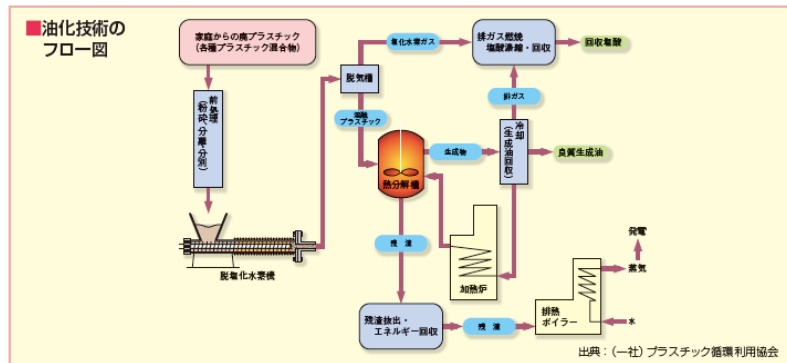 ■油化技術の
フロー図
家庭からの廃プラスチック
(各種プラスチック混合物)
前処理
(粉砕、分離・分別)
脱塩化水素機
脱気槽
塩化水素ガス
排ガス燃焼
塩酸濃縮・回収
回収塩酸
溶融
プラスチック
排ガス
熱分解槽
生成物
冷却
(生成油回収)
良質生成油
残渣
加熱炉
残渣抜出・
エネルギー回収
残渣
排熱
ボイラー
発電
蒸気
水
出典:(一社)プラスチック循環利用協会